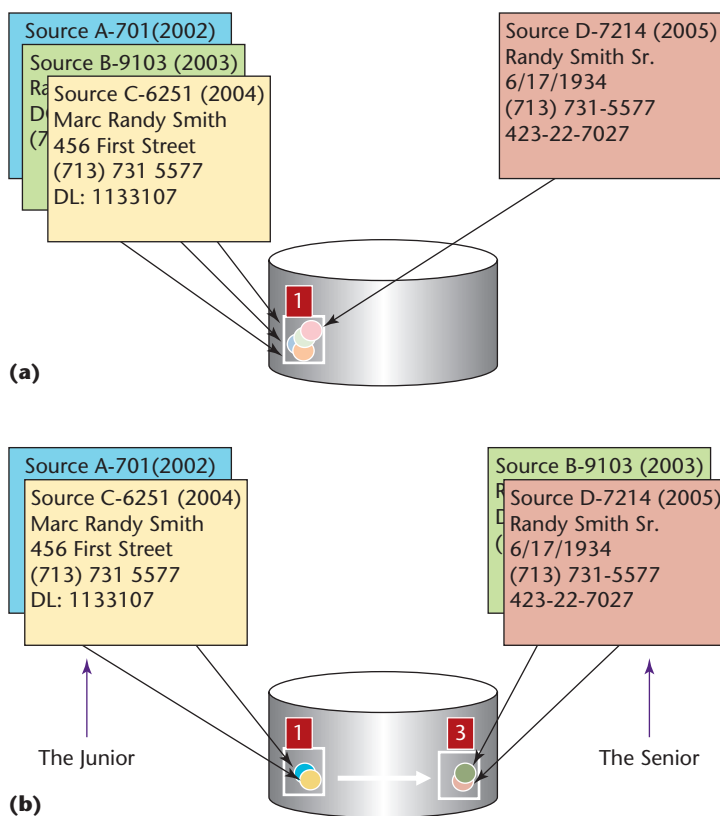 Source A-701(2002)
Source B-9103 (2003)
Source C-6251 (2004)
Marc Randy Smith
456 First Street
(713) 731 5577
DL: 1133107
Source D-7214 (2005)
Randy Smith Sr.
6/17/1934
(713) 731-5577
423-22-7027
1
(a)
Source A-701(2002)
Source C-6251 (2004)
Marc Randy Smith
456 First Street
(713) 731 5577
DL: 1133107
Source B-9103 (2003)
Source D-7214 (2005)
Randy Smith Sr.
6/17/1934
(713) 731-5577
423-22-7027
1
3
The Junior
The Senior
(b)